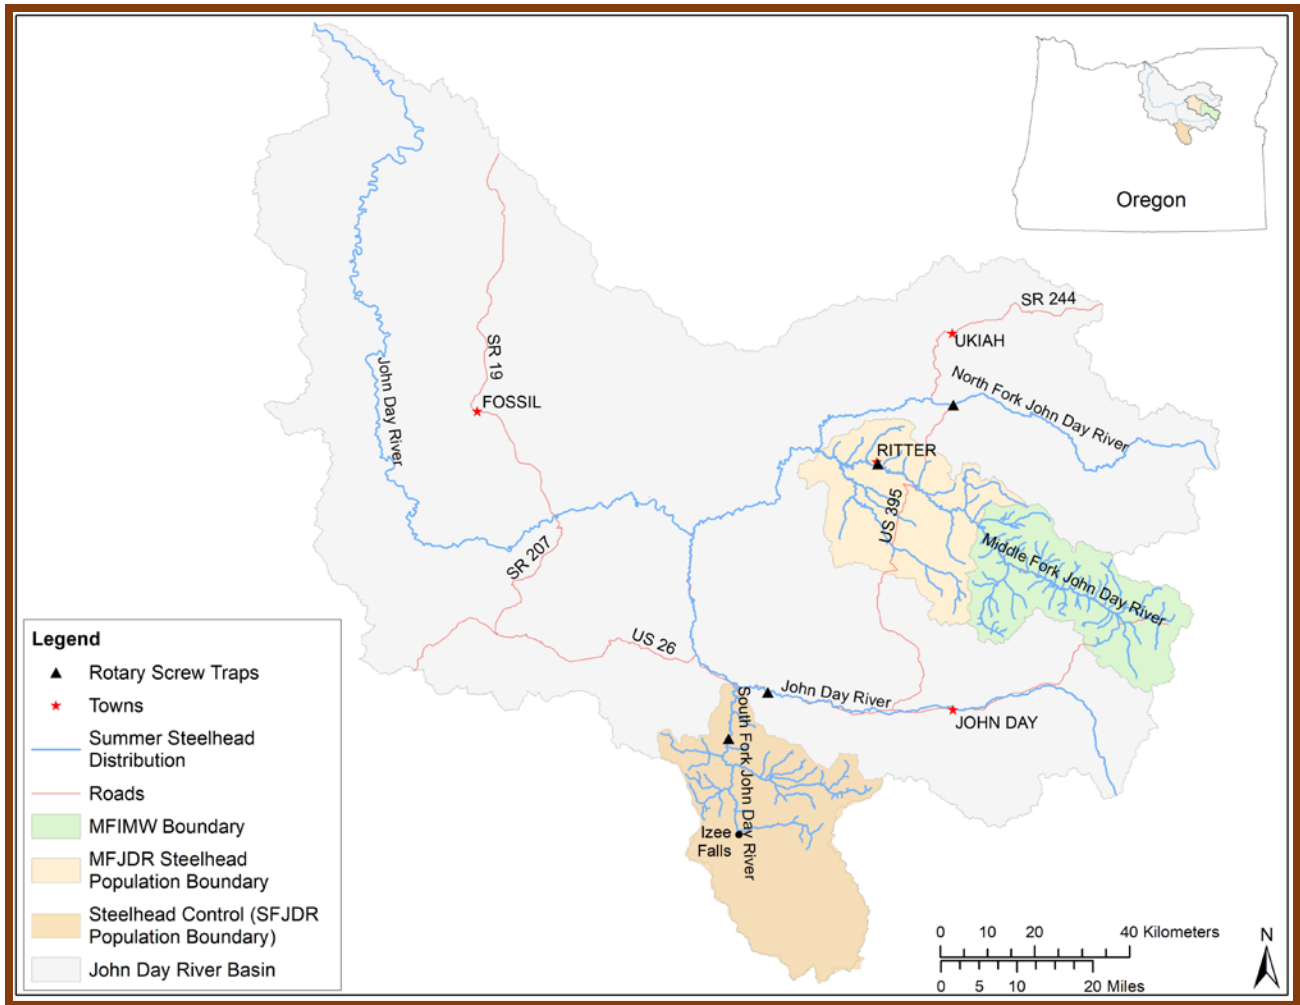 Oregon
SR 244
UKIAH
North Fork John Day River
SR 19
John Day River
FOSSIL
RITTER
US 395
Middle Fork John Day River
SR 207
US 26
John Day River
JOHN DAY
South Fork John Day River
Izee
Falls
Legend
Rotary Screw Traps
Towns
Summer Steelhead
Distribution
Roads
MFIMW Boundary
MFJDR Steelhead
Population Boundary
Steelhead Control (SFJDR
Population Boundary)
John Day River Basin
0 10 20 40 Kilometers
0 5 10 20 Miles
N